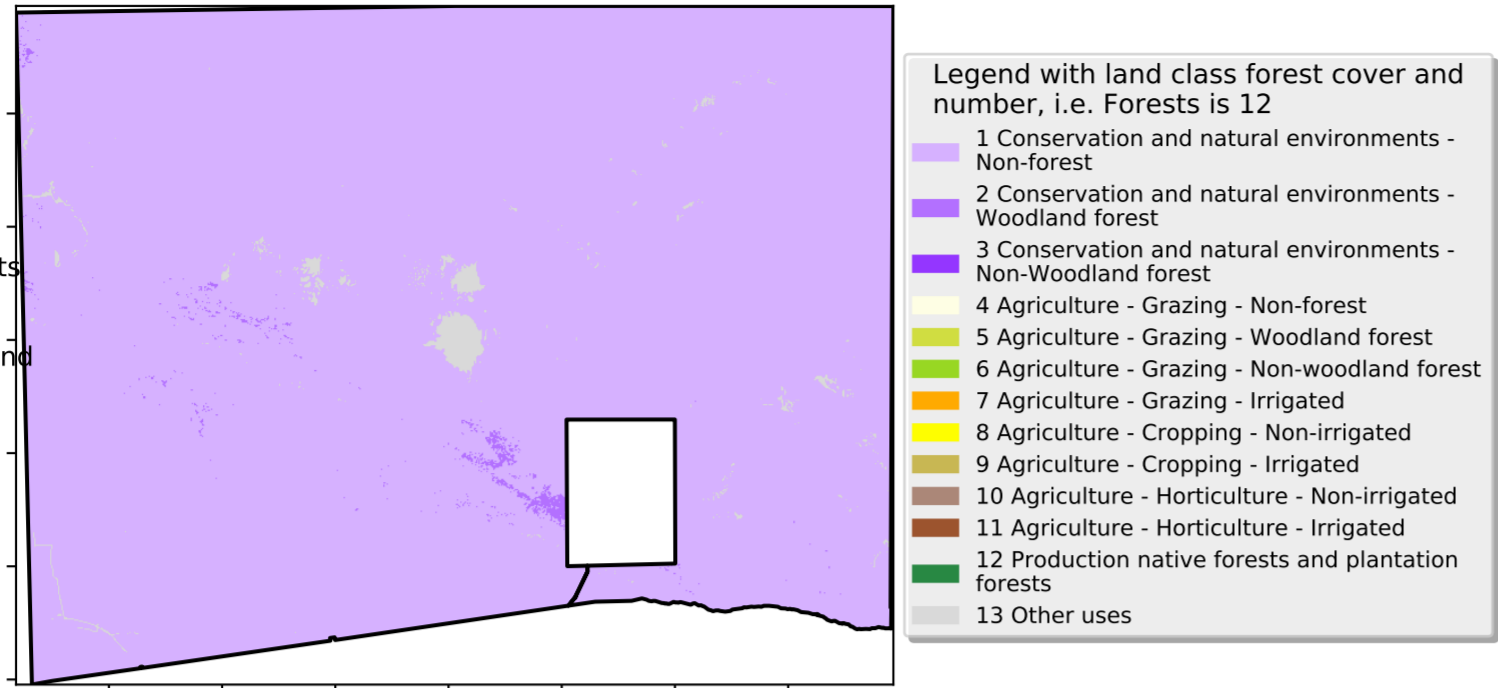 ts
nd
Legend with land class forest cover and
number, i.e. Forests is 12
1 Conservation and natural environments -
Non-forest
2 Conservation and natural environments -
Woodland forest
3 Conservation and natural environments -
Non-Woodland forest
4 Agriculture - Grazing - Non-forest
5 Agriculture - Grazing - Woodland forest
6 Agriculture - Grazing - Non-woodland forest
7 Agriculture - Grazing - Irrigated
8 Agriculture - Cropping - Non-irrigated
9 Agriculture - Cropping - Irrigated
10 Agriculture - Horticulture - Non-irrigated
11 Agriculture - Horticulture - Irrigated
12 Production native forests and plantation
forests
13 Other uses